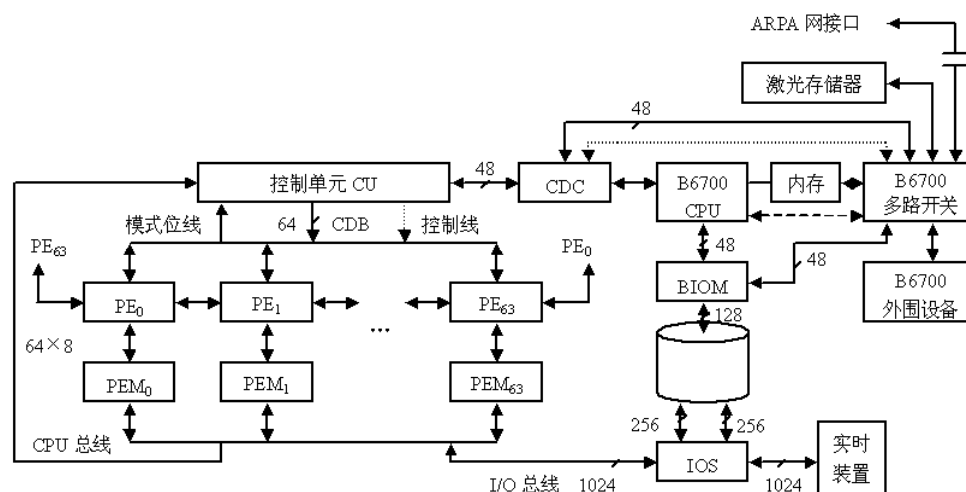 ARPA 网接口
激光存储器
48
控制单元 CU
48
CDC
B6700
CPU
内存
B6700
多路开关
模式位线
64
CDB
控制线
PE63
PE0
48
48
BIOM
B6700
外围设备
PE0
PE1
PE63
...
128
64×8
PEM0
PEM1
PEM63
CPU 总线
256
256
实时
装置
IOS
I/O 总线
1024
1024